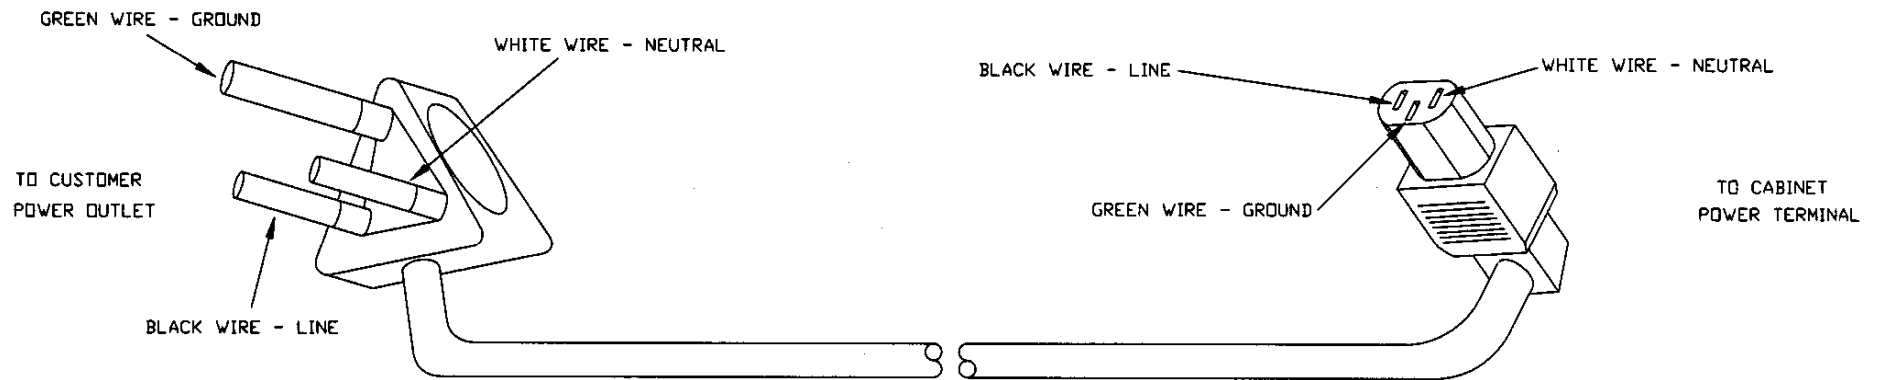 GREEN WIRE - GROUND
WHITE WIRE - NEUTRAL
TO CUSTOMER
POWER OUTLET
BLACK WIRE - LINE
BLACK WIRE - LINE
WHITE WIRE - NEUTRAL
GREEN WIRE - GROUND
TO CABINET
POWER TERMINAL